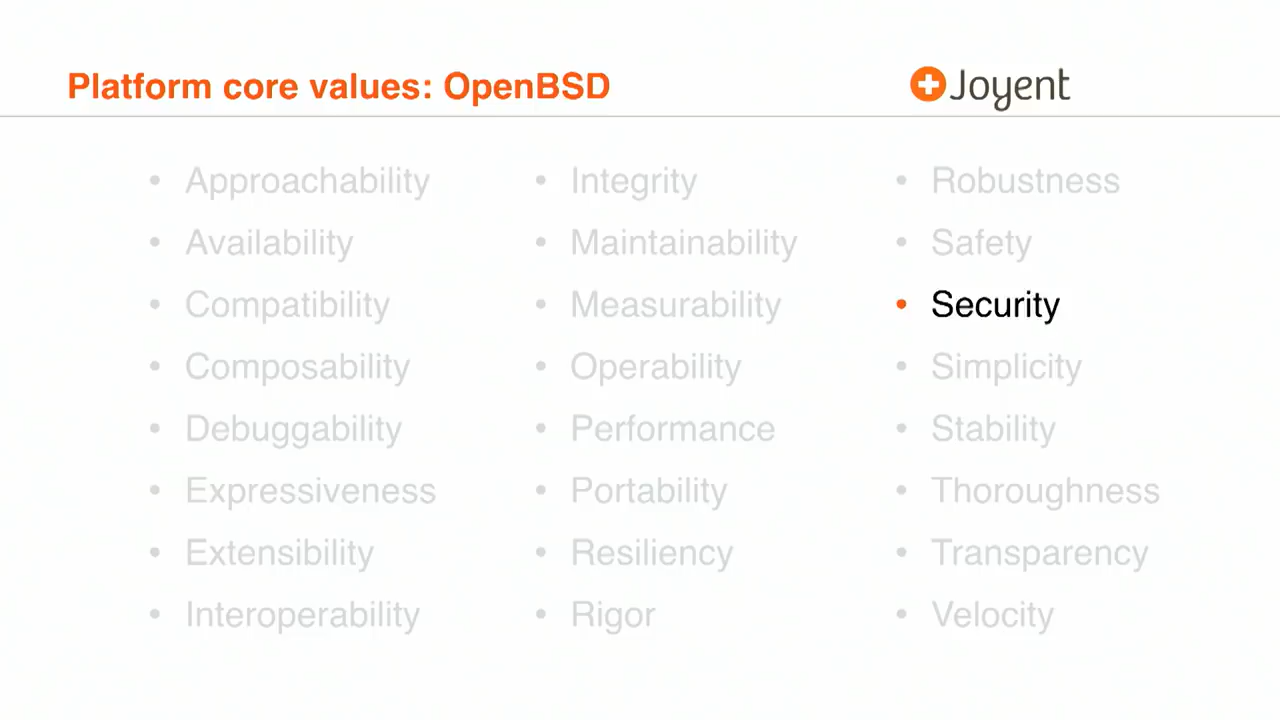 Platform core values: OpenBSD
Joyent
• Approachability
• Availability
• Compatibility
• Composability
• Debuggability
• Expressiveness
• Extensibility
• Interoperability
• Integrity
• Maintainability
• Measurability
• Operability
• Performance
• Portability
• Resiliency
• Rigor
• Robustness
• Safety
• Security
• Simplicity
• Stability
• Thoroughness
• Transparency
• Velocity